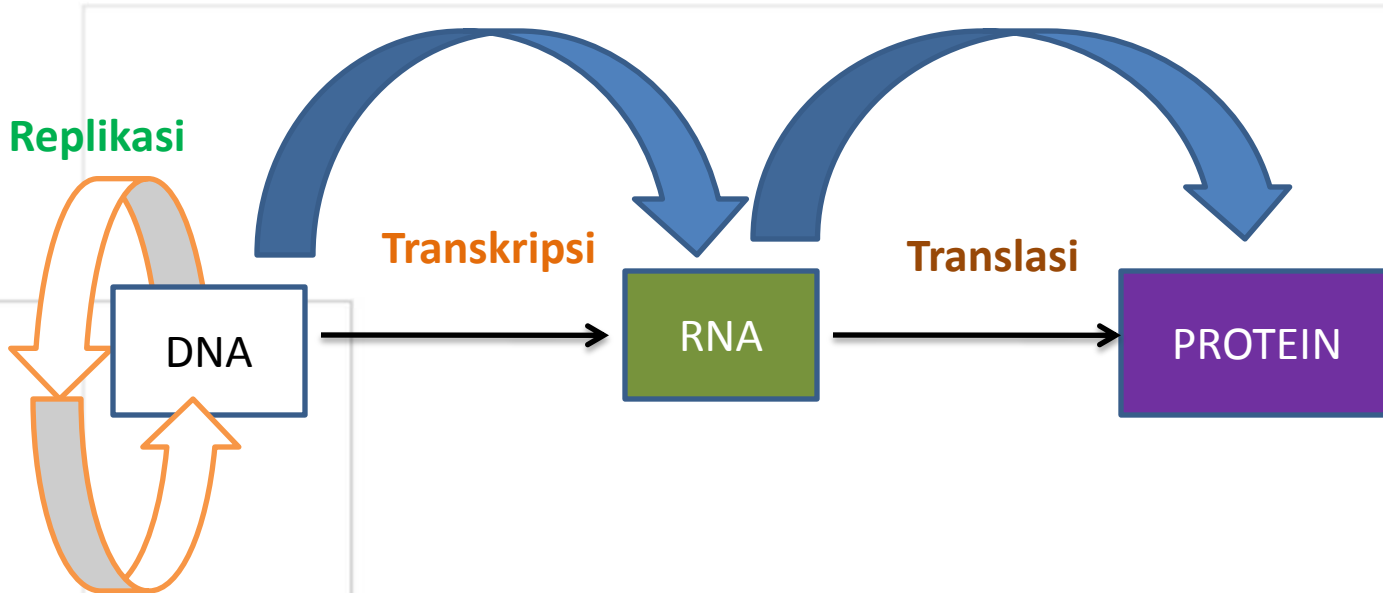 Replikasi
Transkripsi
Translasi
DNA
RNA
PROTEIN